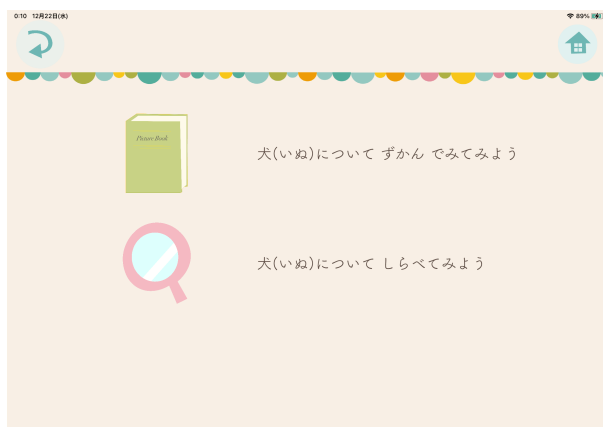 0:10 12月22日(水)
89%
Picture Book
犬(いぬ)について ずかん でみてみよう
犬(いぬ)について しらべてみよう